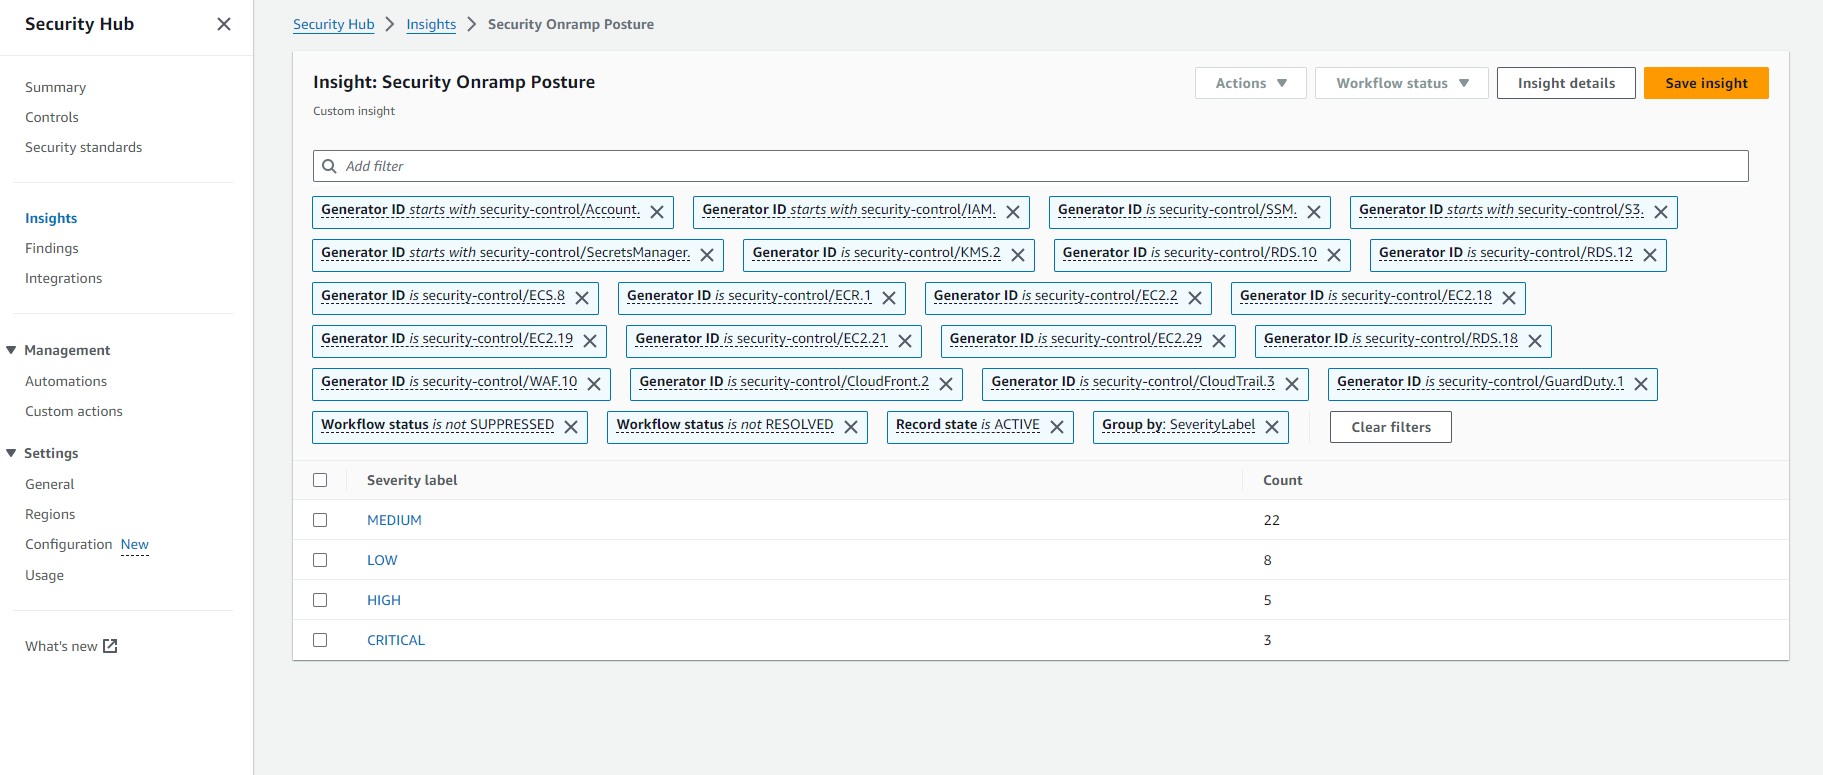 Security Hub
Summary
Controls
Security standards
Insights
Findings
Integrations
Management
Automations
Custom actions
Settings
General
Regions
Configuration New
Usage
What's new
Security Hub Insights Security Onramp Posture
Insight: Security Onramp Posture
Custom insight
Actions Workflow status Insight details Save insight
Add filter
Generator ID starts with security-control/Account. Generator ID starts with security-control/IAM. Generator ID is security-control/SSM. Generator ID starts with security-control/S3.
Generator ID starts with security-control/SecretsManager. Generator ID is security-control/KMS.2 Generator ID is security-control/RDS.10 Generator ID is security-control/RDS.12
Generator ID is security-control/ECS.8 Generator ID is security-control/ECR.1 Generator ID is security-control/EC2.2 Generator ID is security-control/EC2.18
Generator ID is security-control/EC2.19 Generator ID is security-control/EC2.21 Generator ID is security-control/EC2.29 Generator ID is security-control/RDS.18
Generator ID is security-control/WAF.10 Generator ID is security-control/CloudFront.2 Generator ID is security-control/CloudTrail.3 Generator ID is security-control/GuardDuty.1
Workflow status is not SUPPRESSED Workflow status is not RESOLVED Record state is ACTIVE Group by: SeverityLabel Clear filters
Severity label Count
MEDIUM 22
LOW 8
HIGH 5
CRITICAL 3